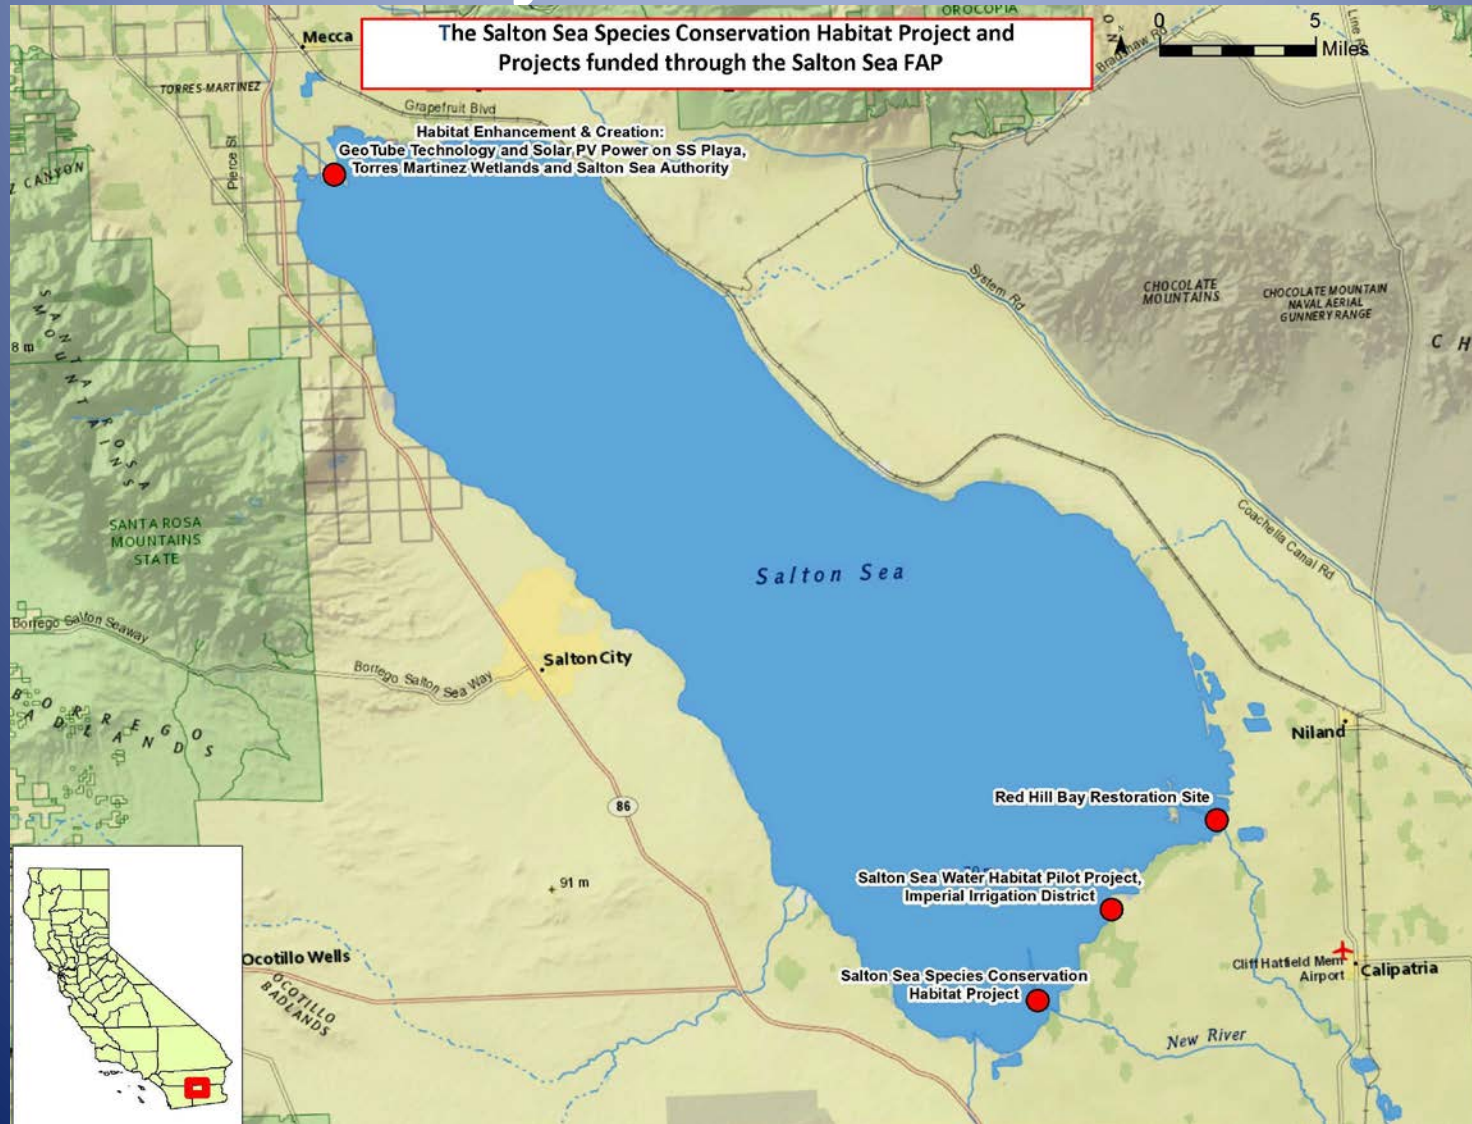 The Salton Sea Species Conservation Habitat Project and
Projects funded through the Salton Sea FAP
OROCOPIA
N
0 5
Miles
Mecca
TORRES-MARTINEZ
Grapefruit Blvd
Bradshaw Rd
Line
Pierce St
Habitat Enhancement & Creation:
GeoTube Technology and Solar PV Power on SS Playa,
Torres Martinez Wetlands and Salton Sea Authority
CANYON
System Rd
CHOCOLATE
MOUNTAINS
CHOCOLATE MOUNTAIN
NAVAL AERIAL
GUNNERY RANGE
C H
8 m
SANTA ROSA
MOUNTAINS
SANTA ROSA
MOUNTAINS
STATE
Coachella Canal Rd
Salton Sea
Borrego Salton Seaway
Borrego Salton Sea Way
Salton City
BORREGO
BADLANDS
Niland
86
Red Hill Bay Restoration Site
91 m
Salton Sea Water Habitat Pilot Project,
Imperial Irrigation District
Ocotillo Wells
OCOTILLO
BADLANDS
Cliff Hatfield Mem
Airport
Calipatria
Salton Sea Species Conservation
Habitat Project
New River